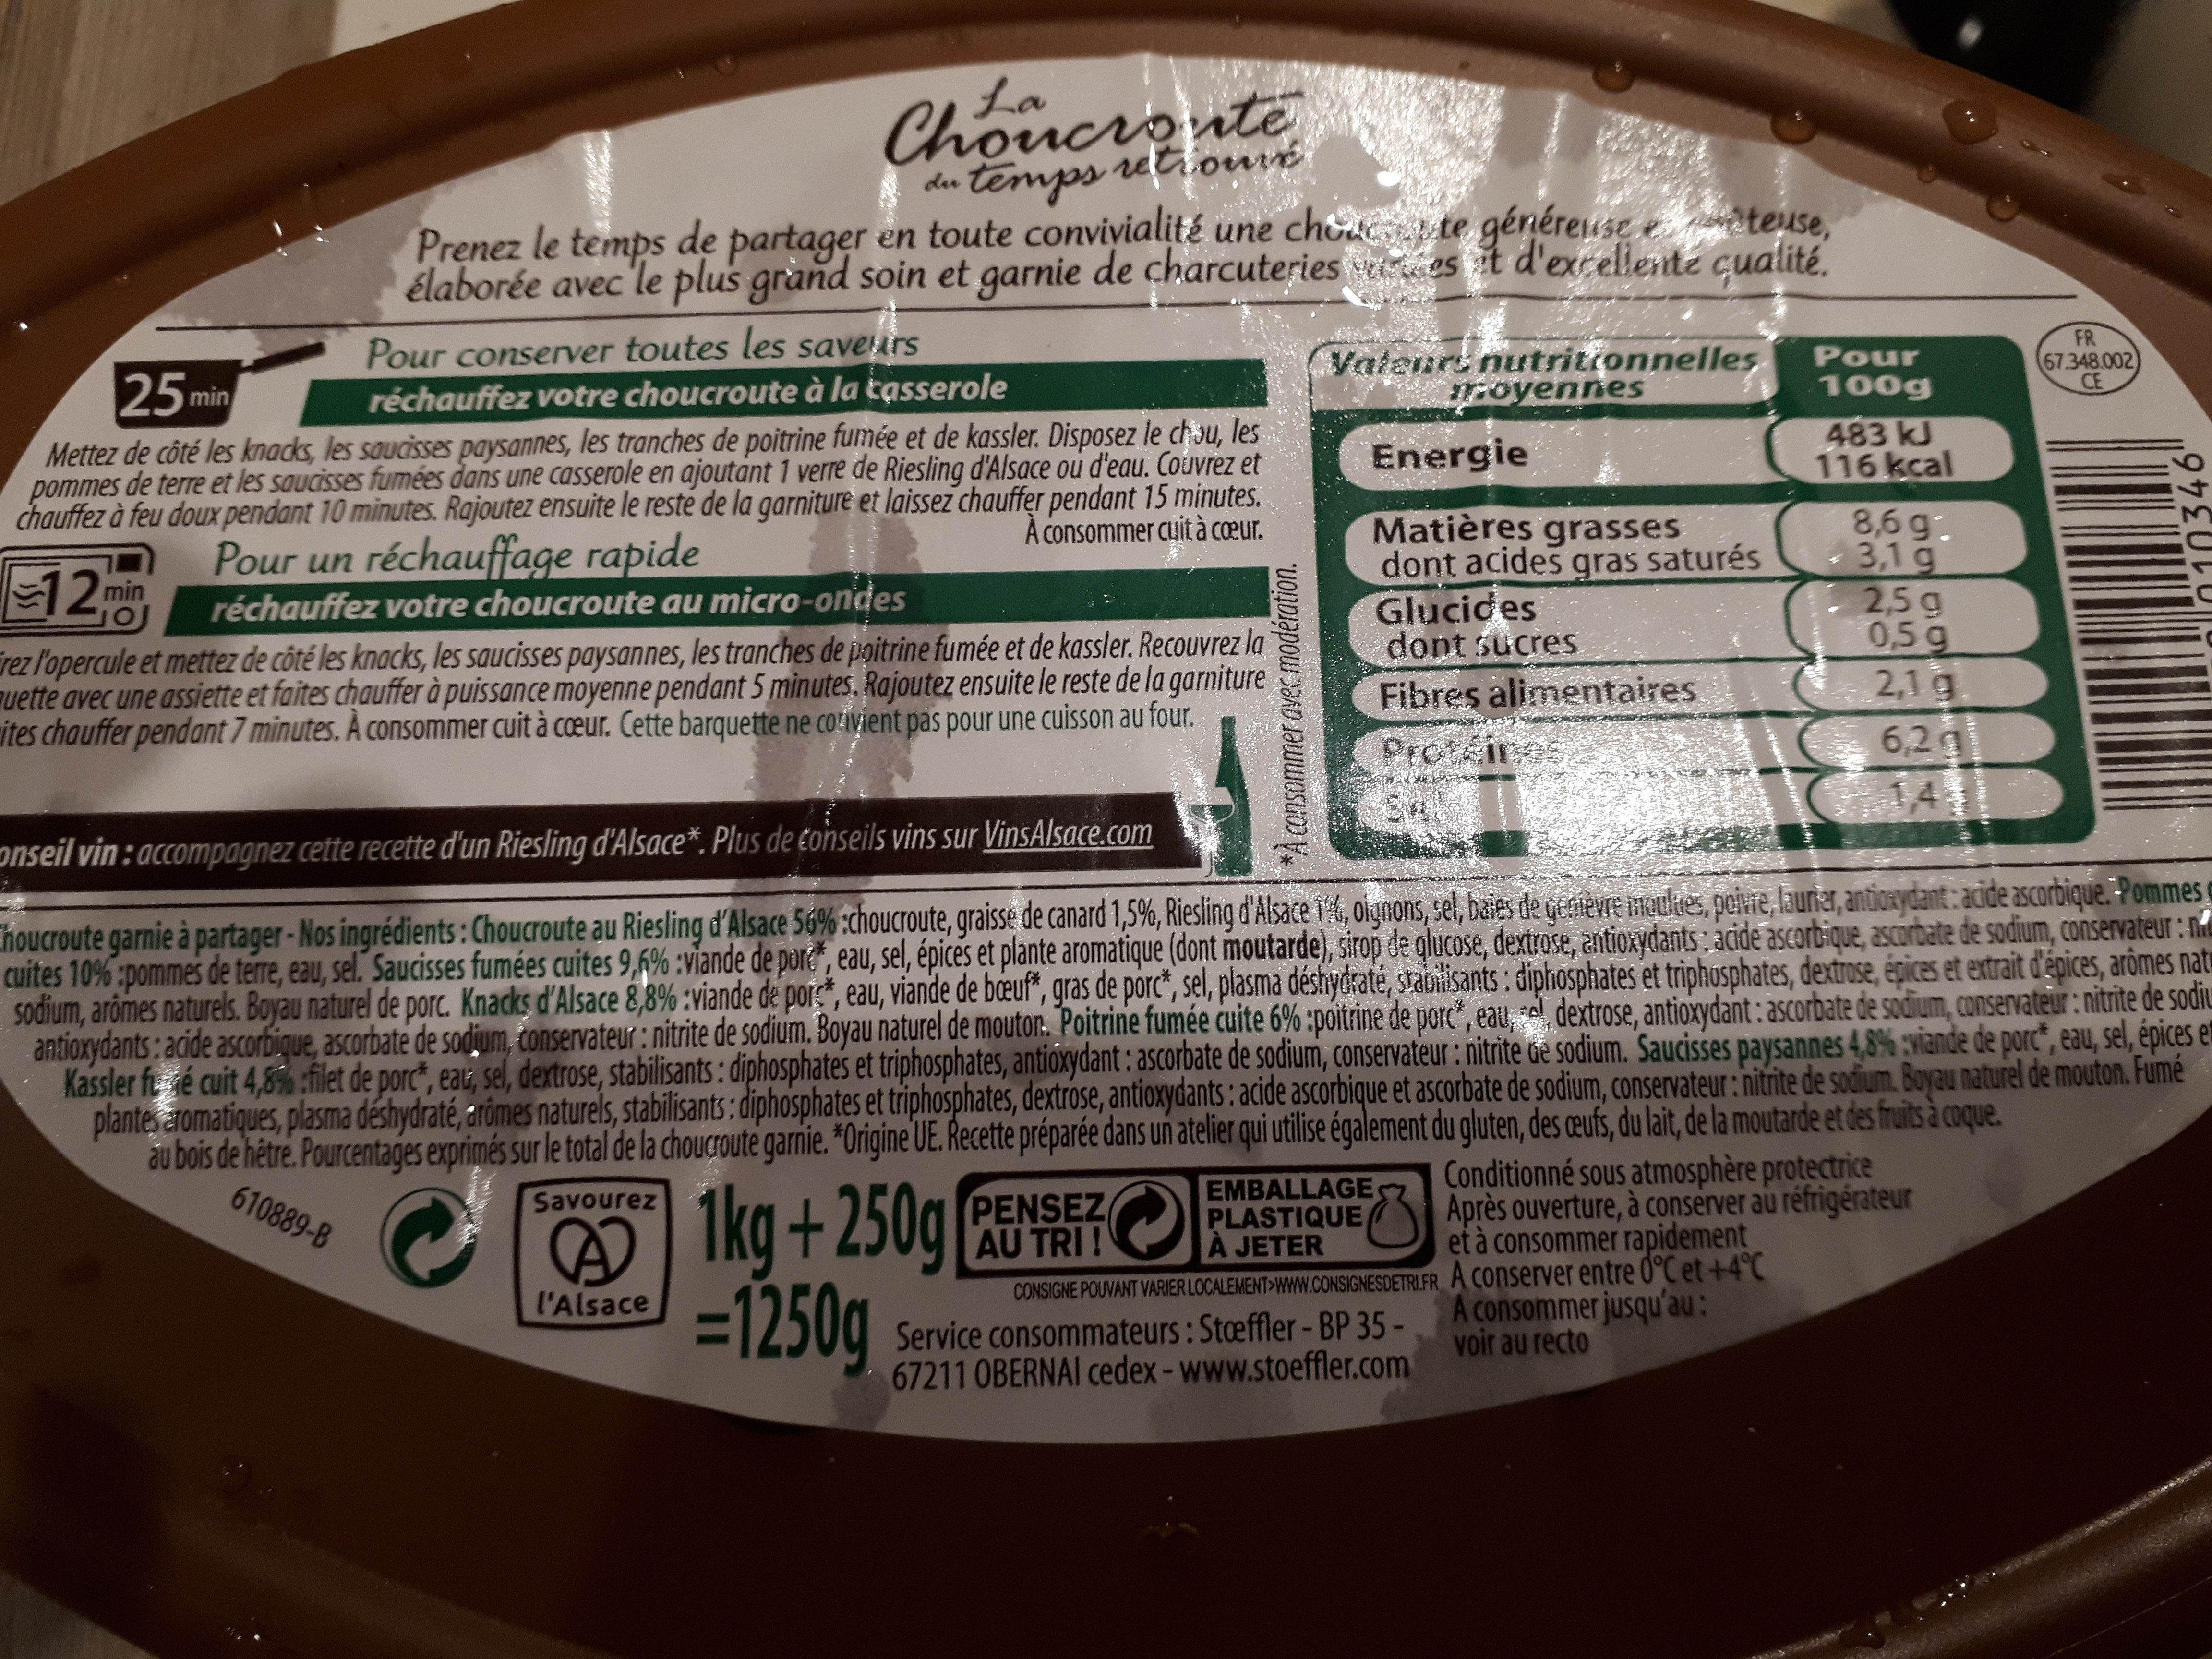 La
Choucroute
du temps retrouvé
Prenez le temps de partager en toute convivialité une choucroute généreuse et goûteuse,
élaborée avec le plus grand soin et garnie de charcuteries variées et d'excellente qualité.
25 min
Pour conserver toutes les saveurs
réchauffez votre choucroute à la casserole
Mettez de côté les knacks, les saucisses paysannes, les tranches de poitrine fumée et de kassler. Disposez le chou, les
pommes de terre et les saucisses fumées dans une casserole en ajoutant 1 verre de Riesling d'Alsace ou d'eau. Couvrez et
chauffez à feu doux pendant 10 minutes. Rajoutez ensuite le reste de la garniture et laissez chauffer pendant 15 minutes.
À consommer cuit à cœur.
12 min
Pour un réchauffage rapide
réchauffez votre choucroute au micro-ondes
l'opercule et mettez de côté les knacks, les saucisses paysannes, les tranches de poitrine fumée et de kassler. Recouvrez la
avec une assiette et faites chauffer à puissance moyenne pendant 5 minutes. Rajoutez ensuite le reste de la garniture
chauffer pendant 7 minutes. À consommer cuit à cœur. Cette barquette ne convient pas pour une cuisson au four.
onseil vin : accompagnez cette recette d'un Riesling d'Alsace*. Plus de conseils vins sur VinsAlsace.com
*À consommer avec modération.
Valeurs nutritionnelles moyennes
Pour 100g
Energie
483 kJ
116 kcal
Matières grasses 8,6 g
dont acides gras saturés 3,1 g
Glucides 2,5 g
dont sucres 0,5 g
Fibres alimentaires 2,1 g
Protéines 6,2 g
Sel 1,4
FR
67.348.002
CE
010346
Choucroute garnie à partager - Nos ingrédients : Choucroute au Riesling d'Alsace 56% :choucroute, graisse de canard 1,5%, Riesling d'Alsace 1%, oignons, sel, baies de genièvre moulues, poivre, laurier, antioxydant : acide ascorbique. Pommes
cuites 10% :pommes de terre, eau, sel. Saucisses fumées cuites 9,6% :viande de porc*, eau, sel, épices et plante aromatique (dont moutarde), sirop de glucose, dextrose, antioxydants : acide ascorbique, ascorbate de sodium, conservateur :
sodium, arômes naturels. Boyau naturel de porc. Knacks d'Alsace 8,8% :viande de porc*, eau, viande de bœuf*, gras de porc*, sel, plasma déshydraté, stabilisants : diphosphates et triphosphates, dextrose, épices et extrait d'épices, arômes
antioxydants : acide ascorbique, ascorbate de sodium, conservateur : nitrite de sodium. Boyau naturel de mouton. Poitrine fumée cuite 6% :poitrine de porc*, eau, sel, dextrose, antioxydant : ascorbate de sodium, conservateur : nitrite de
Kassler fumé cuit 4,8% :filet de porc*, eau, sel, dextrose, stabilisants : diphosphates et triphosphates, antioxydant : ascorbate de sodium, conservateur : nitrite de sodium. Saucisses paysannes 4,8% :viande de porc*, eau, sel, épices et
plantes aromatiques, plasma déshydraté, arômes naturels, stabilisants : diphosphates et triphosphates, dextrose, antioxydants : acide ascorbique et ascorbate de sodium, conservateur : nitrite de sodium. Boyau naturel de mouton. Fumé
au bois de hêtre. Pourcentages exprimés sur le total de la choucroute garnie. *Origine UE. Recette préparée dans un atelier qui utilise également du gluten, des œufs, du lait, de la moutarde et des fruits à coque.
610889-B
Savourez
l'Alsace
1kg + 250g
=1250g
PENSEZ
AU TRI !
EMBALLAGE
PLASTIQUE
À JETER
CONSIGNE POUVANT VARIER LOCALEMENT>WWW.CONSIGNESDETRI.FR
Service consommateurs : Stœffler - BP 35 -
67211 OBERNAI cedex - www.stoeffler.com
Conditionné sous atmosphère protectrice
Après ouverture, à conserver au réfrigérateur
et à consommer rapidement
A conserver entre 0°C et +4°C
A consommer jusqu'au :
voir au recto